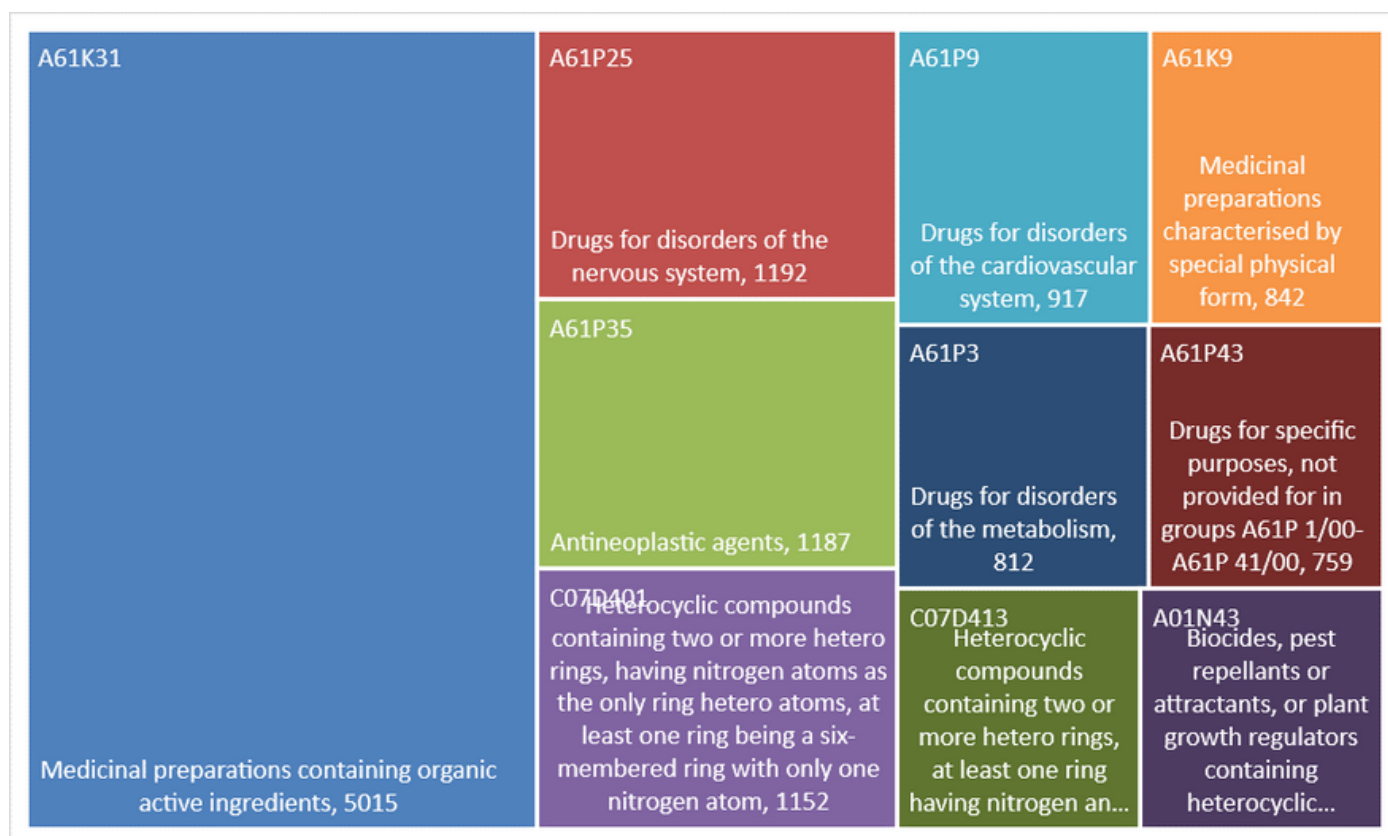 A61K31
Medicinal preparations containing organic
active ingredients, 5015
A61P25
Drugs for disorders of the
nervous system, 1192
A61P35
Antineoplastic agents, 1187
C07D401
Heterocyclic compounds
containing two or more hetero
rings, having nitrogen atoms as
the only ring hetero atoms, at
least one ring being a six-
membered ring with only one
nitrogen atom, 1152
A61P9
Drugs for disorders
of the cardiovascular
system, 917
A61K9
Medicinal
preparations
characterised by
special physical
form, 842
A61P3
Drugs for disorders
of the metabolism,
812
A61P43
Drugs for specific
purposes, not
provided for in
groups A61P 1/00-
A61P 41/00, 759
C07D413
Heterocyclic
compounds
containing two or
more hetero rings,
at least one ring
having nitrogen an...
A01N43
Biocides, pest
repellants or
attractants, or plant
growth regulators
containing
heterocyclic...